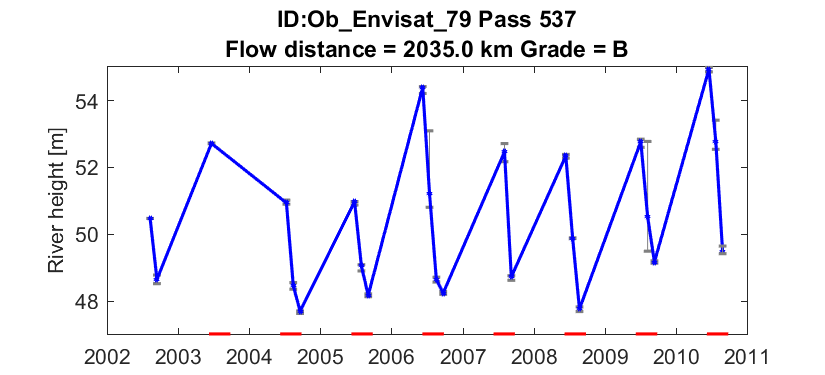 ID:Ob_Envisat_79 Pass 537
Flow distance = 2035.0 km Grade = B
River height [m]
54
52
50
48
2002 2003 2004 2005 2006 2007 2008 2009 2010 2011